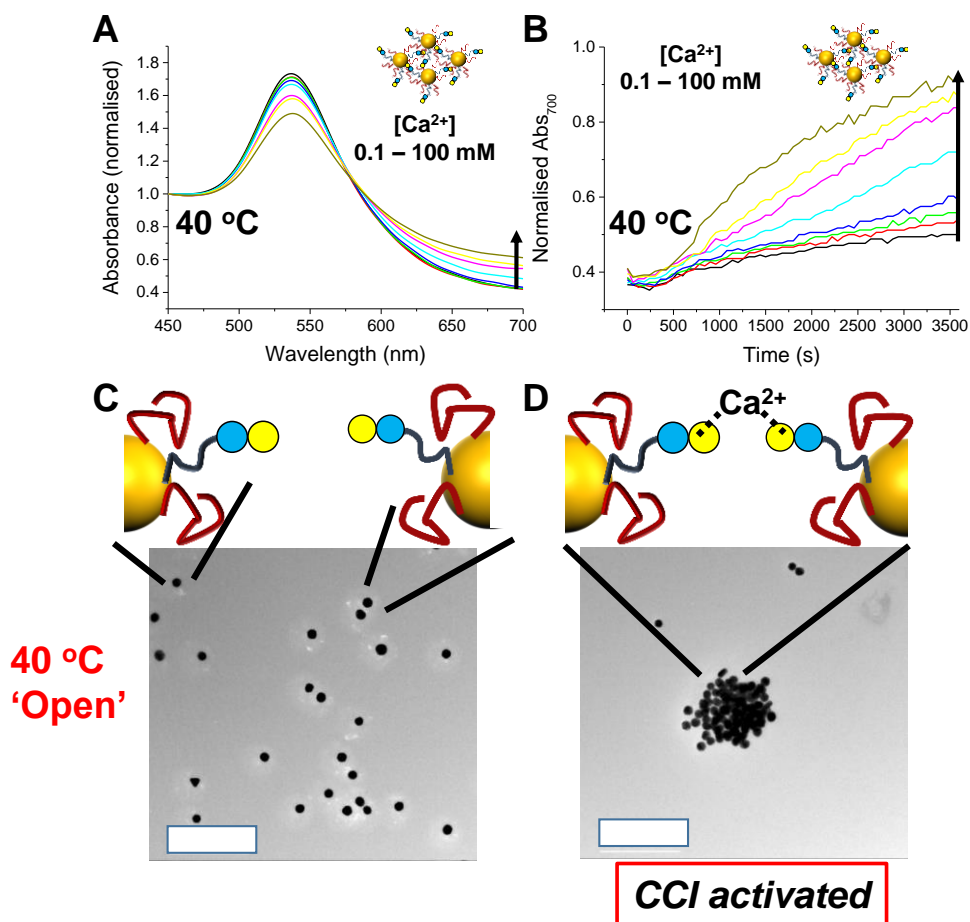 A
[Ca²⁺]
0.1 – 100 mM
40 °C
Absorbance (normalised)
1.8
1.6
1.4
1.2
1.0
0.8
0.6
0.4
450 500 550 600 650 700
Wavelength (nm)
B
[Ca²⁺]
0.1 – 100 mM
40 °C
Normalised Abs₇₀₀
1.0
0.8
0.6
0.4
0 500 1000 1500 2000 2500 3000 3500
Time (s)
C
D
Ca²⁺
40 °C
‘Open’
CCI activated